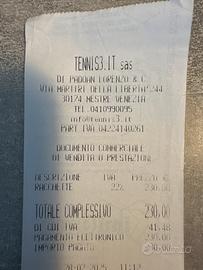 TENNIS3.IT sas
DI PADOAN LORENZO & C.
VIA MARTIRI DELLA LIBERTA' 244
30174 MESTRE VENEZIA
Tel. 0410990095
info@tennis3.it
PART.IVA 04224140261
DOCUMENTO COMMERCIALE
DI VENDITA O PRESTAZIONE
DESCRIZIONE IVA PREZZO €
RACCHETTE 22% 230.00
TOTALE COMPLESSIVO 230.00
DI CUI IVA 41.48
PAGAMENTO ELETTRONICO 230.00
IMPORTO PAGATO 230.00